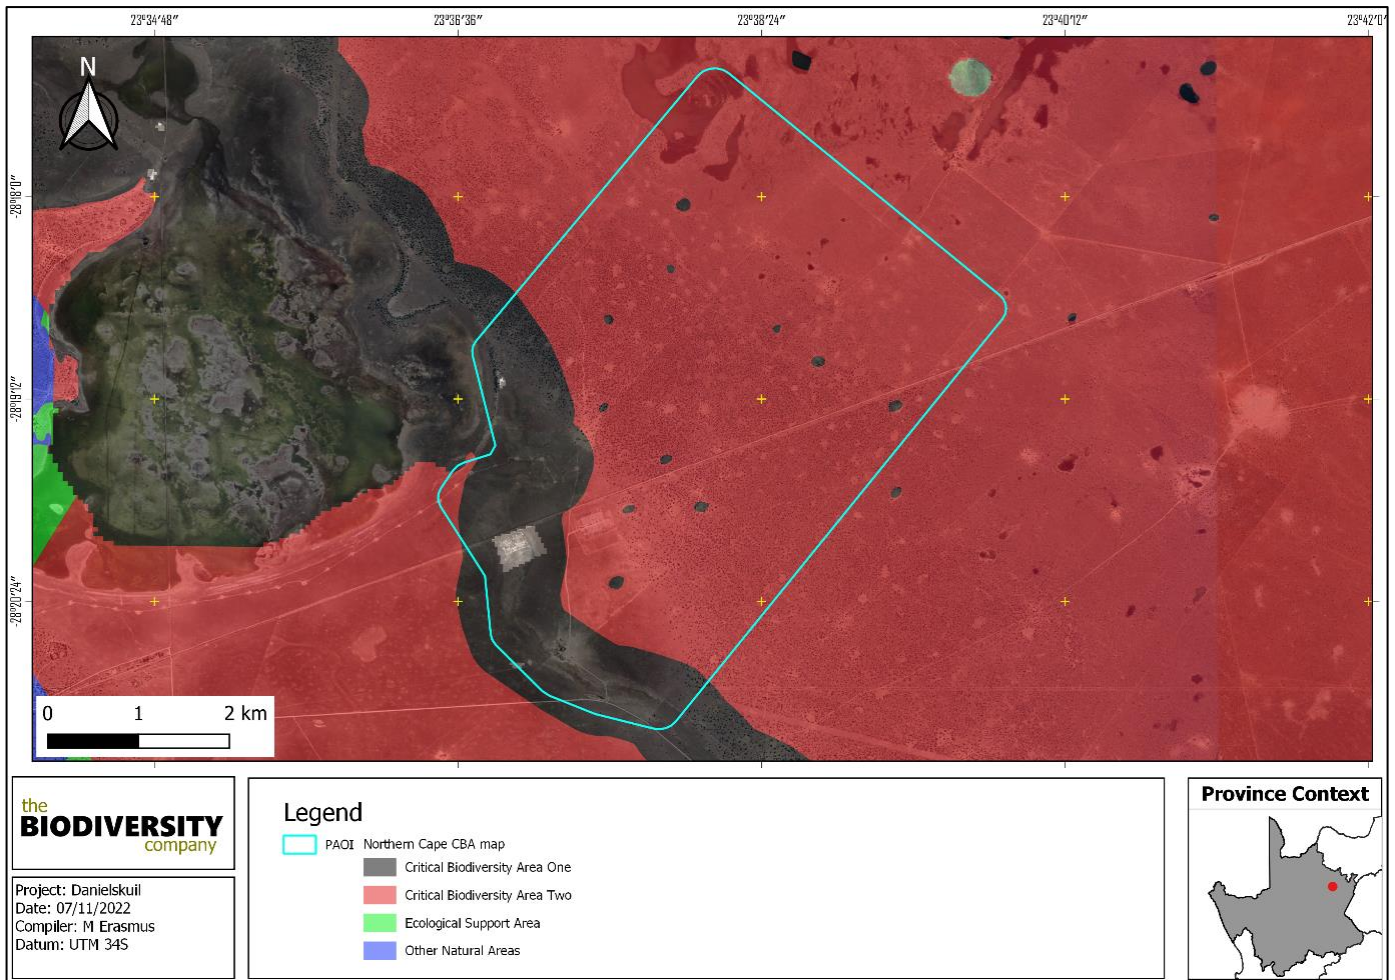 23°34′48″ 23°36′36″ 23°38′24″ 23°40′12″ 23°42′0″
N
-28°18′0″
-28°19′12″
-28°20′24″
0 1 2 km
the
BIODIVERSITY
company
Project: Danielskuil
Date: 07/11/2022
Compiler: M Erasmus
Datum: UTM 34S
Legend
PAOI Northern Cape CBA map
Critical Biodiversity Area One
Critical Biodiversity Area Two
Ecological Support Area
Other Natural Areas
Province Context